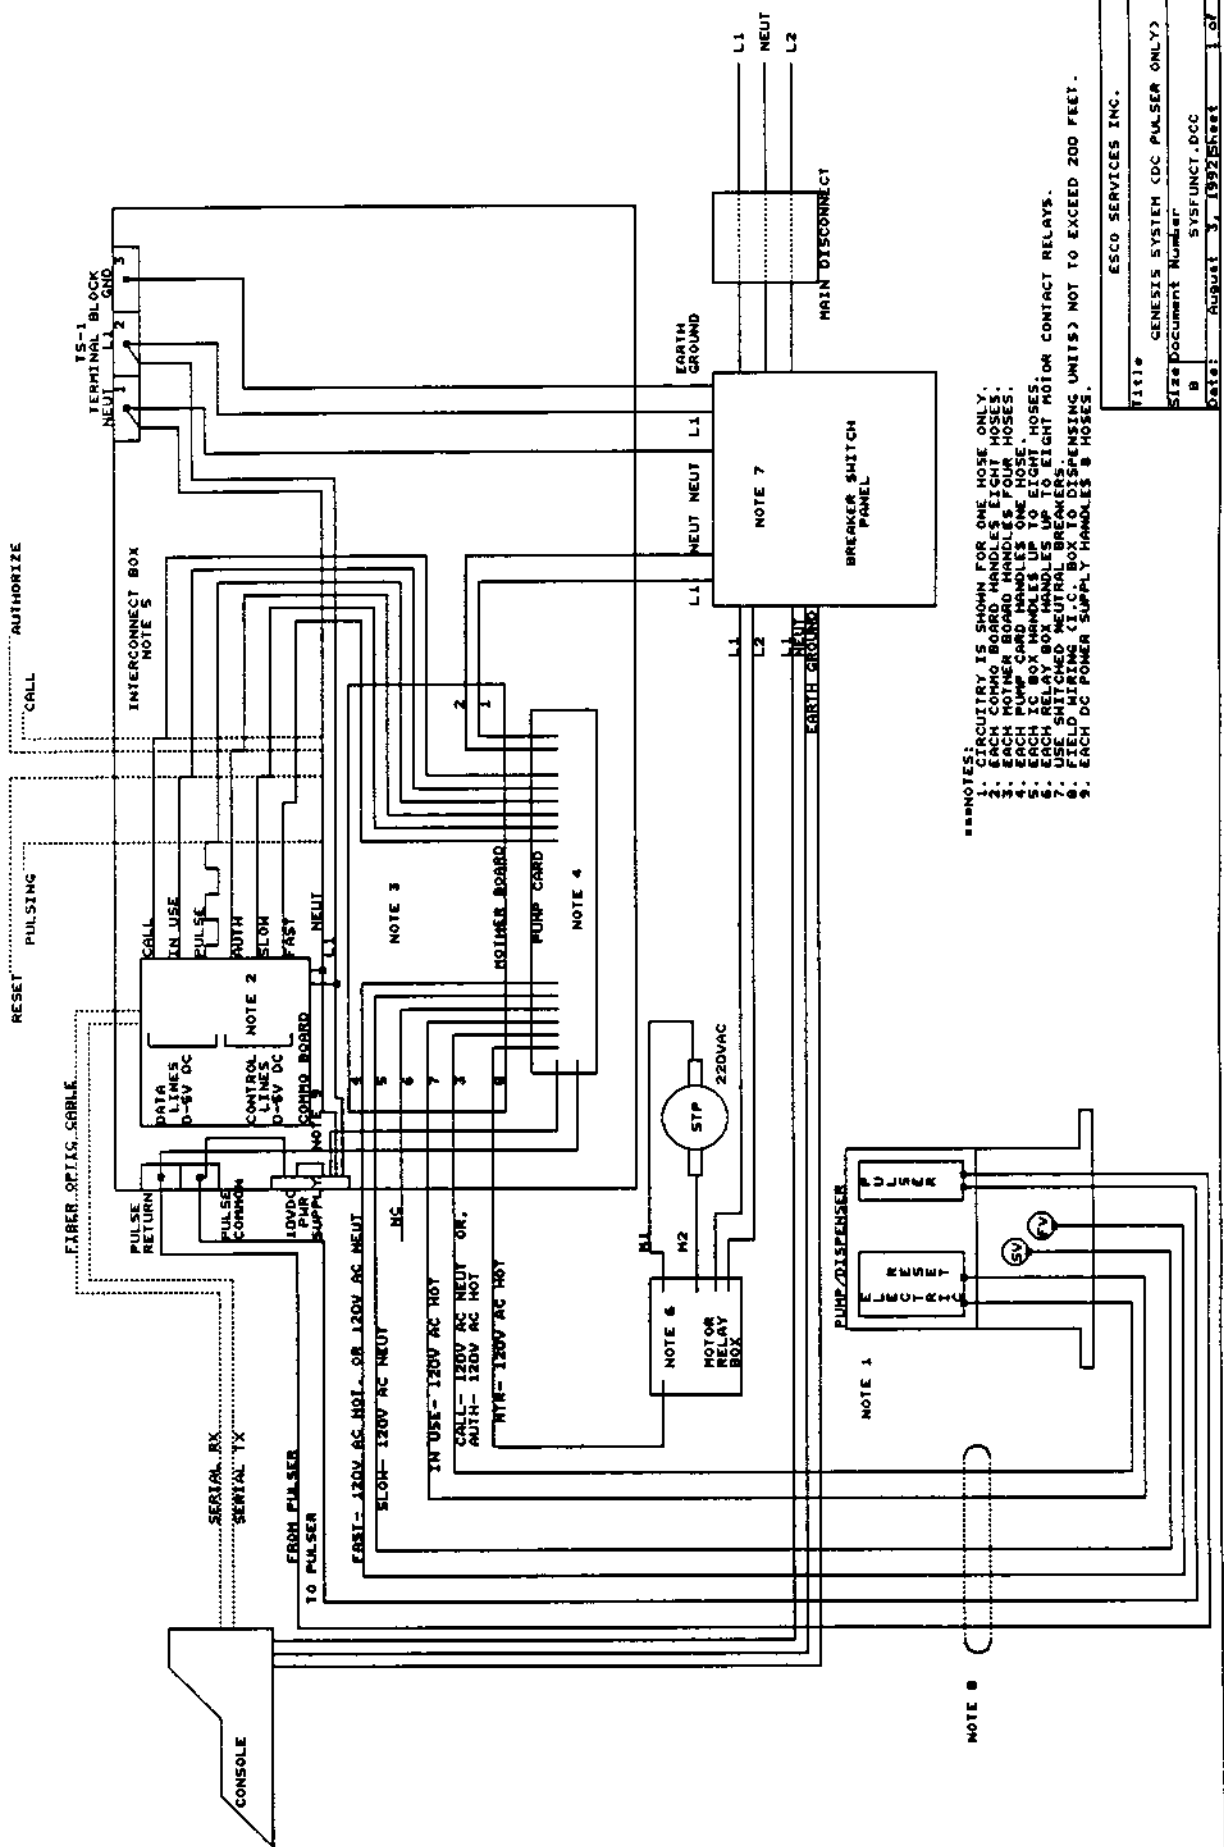 RESET
PULSING
CALL
AUTHORIZE
FIBER OPTIC CABLE
SERIAL RX
SERIAL TX
CONSOLE
INTERCONNECT BOX
NOTE 5
TS-1
TERMINAL BLOCK
NEUT
L1
GND
1
2
3
DATA
LINES
0-5V DC
NOTE 2
CONTROL
LINES
0-5V DC
COMMO BOARD
CALL
IN USE
PULSE
AUTH
SLOW
FAST
NEUT
L1
PULSE
RETURN
PULSE
COMMON
10VDC
PWR
SUPPLY
NOTE 9
FROM PULSER
TO PULSER
NOTE 3
MOTHER BOARD
PUMP CARD
NOTE 4
2
1
4
5
6
7
3
8
NC
FAST- 120V AC HOT. OR 120V AC NEUT
SLOW- 120V AC NEUT
IN USE- 120V AC HOT
CALL- 120V AC NEUT OR,
AUTH- 120V AC HOT
MTR- 120V AC HOT
M1
M2
STP
220VAC
NOTE 6
MOTOR
RELAY
BOX
EARTH
GROUND
L1
NEUT
NEUT
L1
NOTE 7
BREAKER SWITCH
PANEL
L1
L2
L1
NEUT
EARTH GROUND
MAIN DISCONNECT
L1
NEUT
L2
PUMP/DISPENSER
PULSER
RESET
ELECTRIC
SV
FV
NOTE 1
NOTE 8
***NOTES:
1. CIRCUITRY IS SHOWN FOR ONE HOSE ONLY.
2. EACH COMMO BOARD HANDLES EIGHT HOSES.
3. EACH MOTHER BOARD HANDLES FOUR HOSES.
4. EACH PUMP CARD HANDLES ONE HOSE.
5. EACH IC BOX HANDLES UP TO EIGHT HOSES.
6. EACH RELAY BOX HANDLES UP TO EIGHT MOTOR CONTACT RELAYS.
7. USE SWITCHED NEUTRAL BREAKERS.
8. FIELD WIRING (I.C. BOX TO DISPENSING UNITS) NOT TO EXCEED 200 FEET.
9. EACH DC POWER SUPPLY HANDLES 8 HOSES.
ESCO SERVICES INC.
Title
GENESIS SYSTEM (DC PULSER ONLY)
Size Document Number
B SYSFUNCT.DOC
Date: August 3, 1992 Sheet 1 of